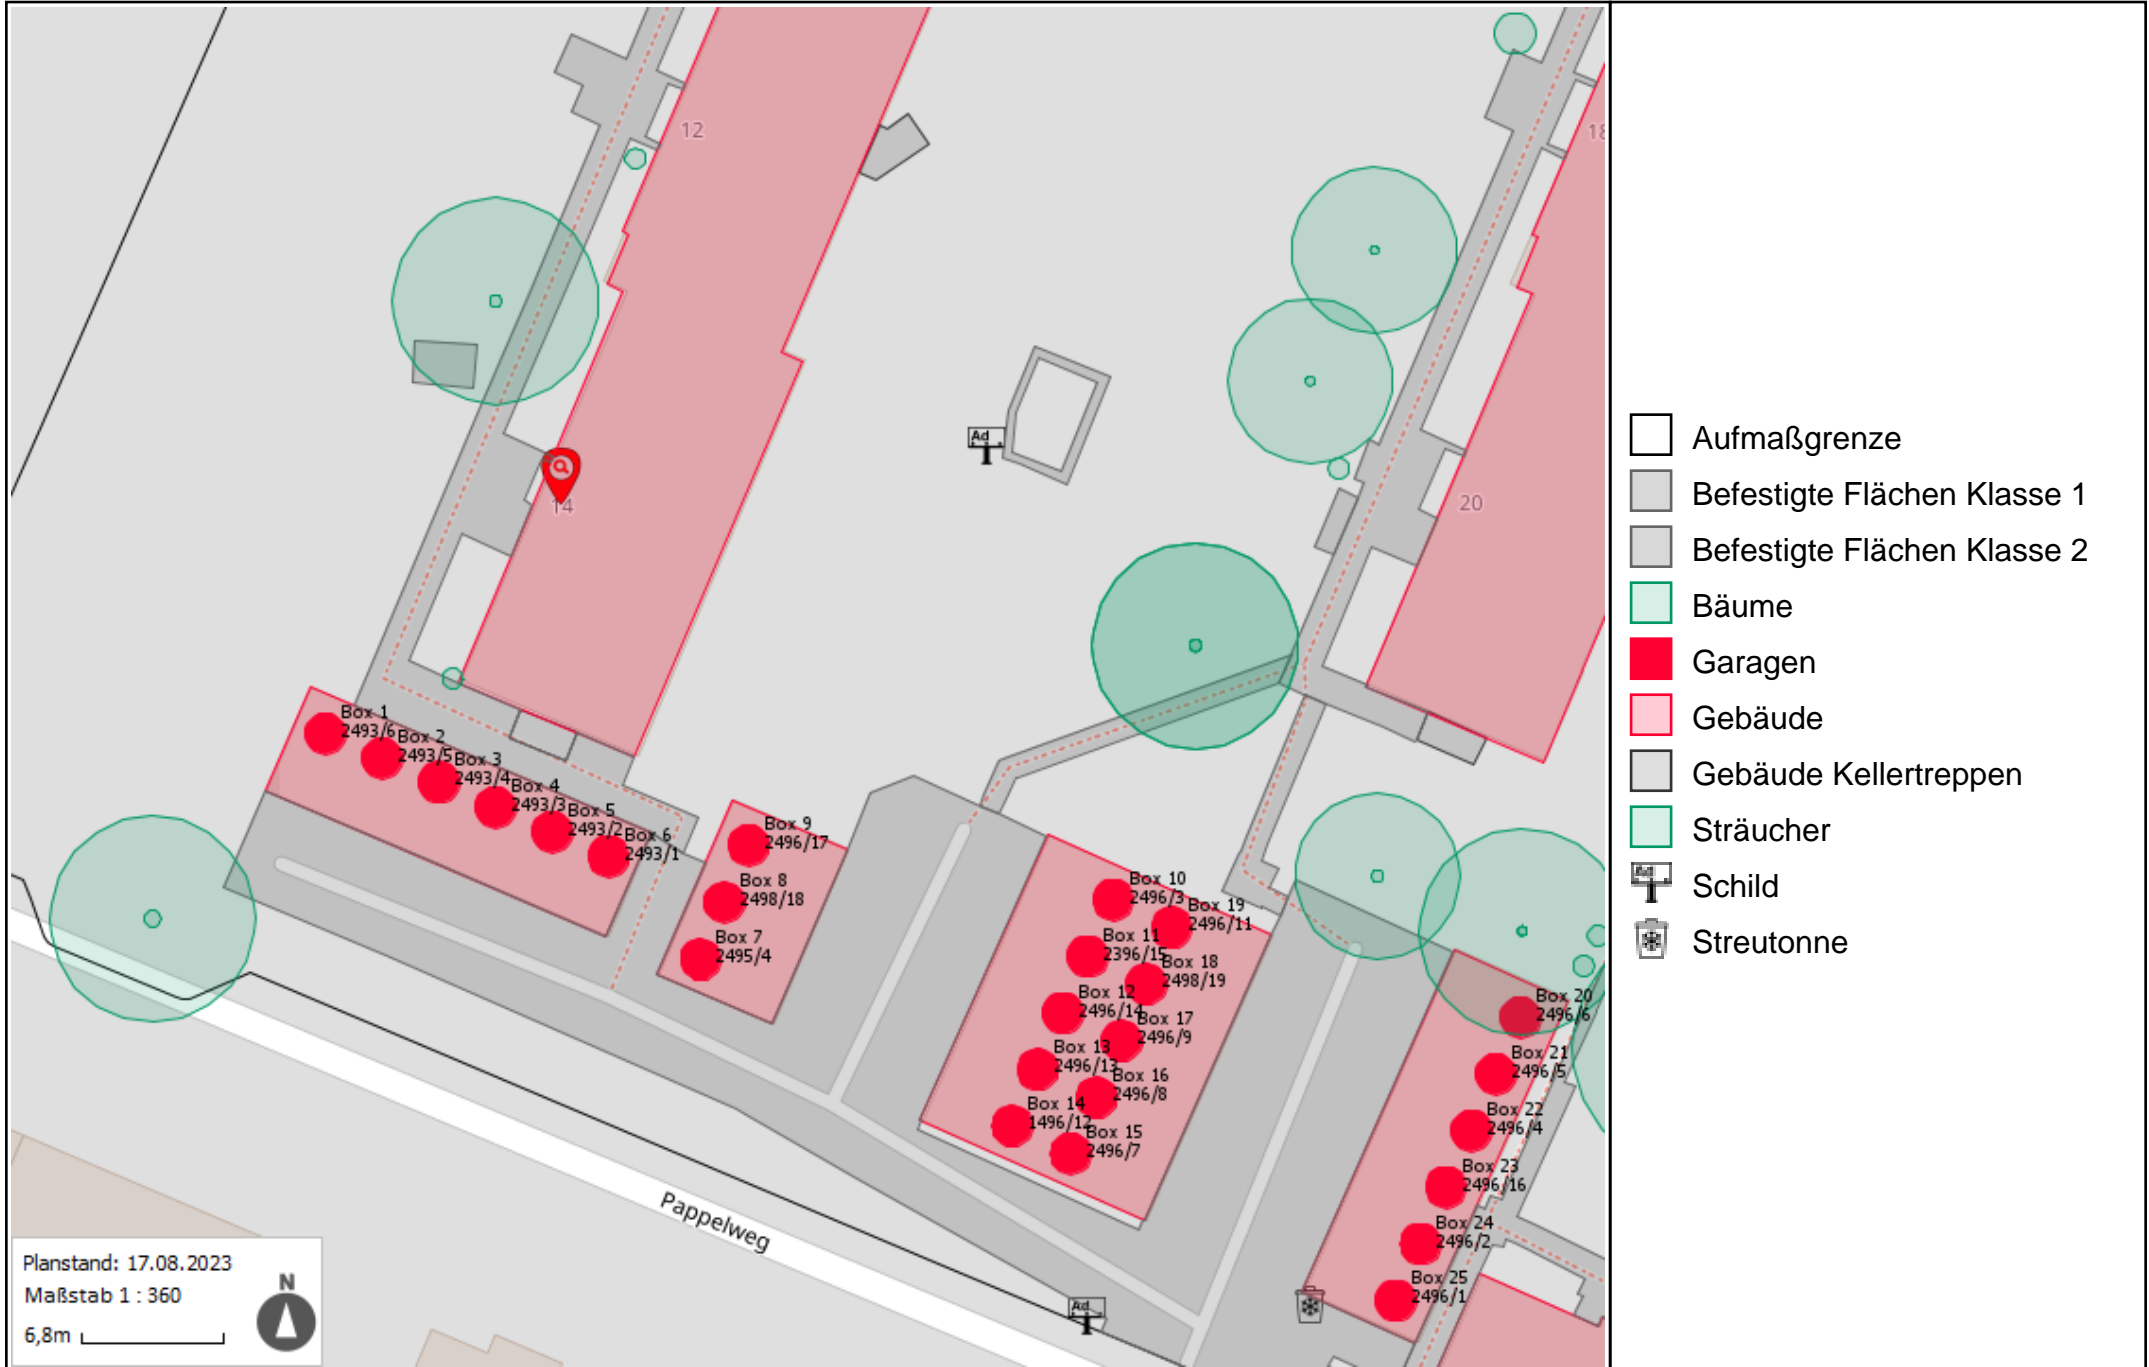 12
18
14
20
Ad
Box 1
2493/6
Box 2
2493/5
Box 3
2493/4
Box 4
2493/3
Box 5
2493/2
Box 6
2493/1
Box 9
2496/17
Box 8
2498/18
Box 7
2495/4
Box 10
2496/3
Box 19
2496/11
Box 11
2396/15
Box 18
2498/19
Box 12
2496/14
Box 17
2496/9
Box 13
2496/13
Box 16
2496/8
Box 14
1496/12
Box 15
2496/7
Box 20
2496/6
Box 21
2496/5
Box 22
2496/4
Box 23
2496/16
Box 24
2496/2
Box 25
2496/1
Pappelweg
Ad
Planstand: 17.08.2023
Maßstab 1 : 360
6,8m
N
Aufmaßgrenze
Befestigte Flächen Klasse 1
Befestigte Flächen Klasse 2
Bäume
Garagen
Gebäude
Gebäude Kellertreppen
Sträucher
Ad
Schild
Streutonne